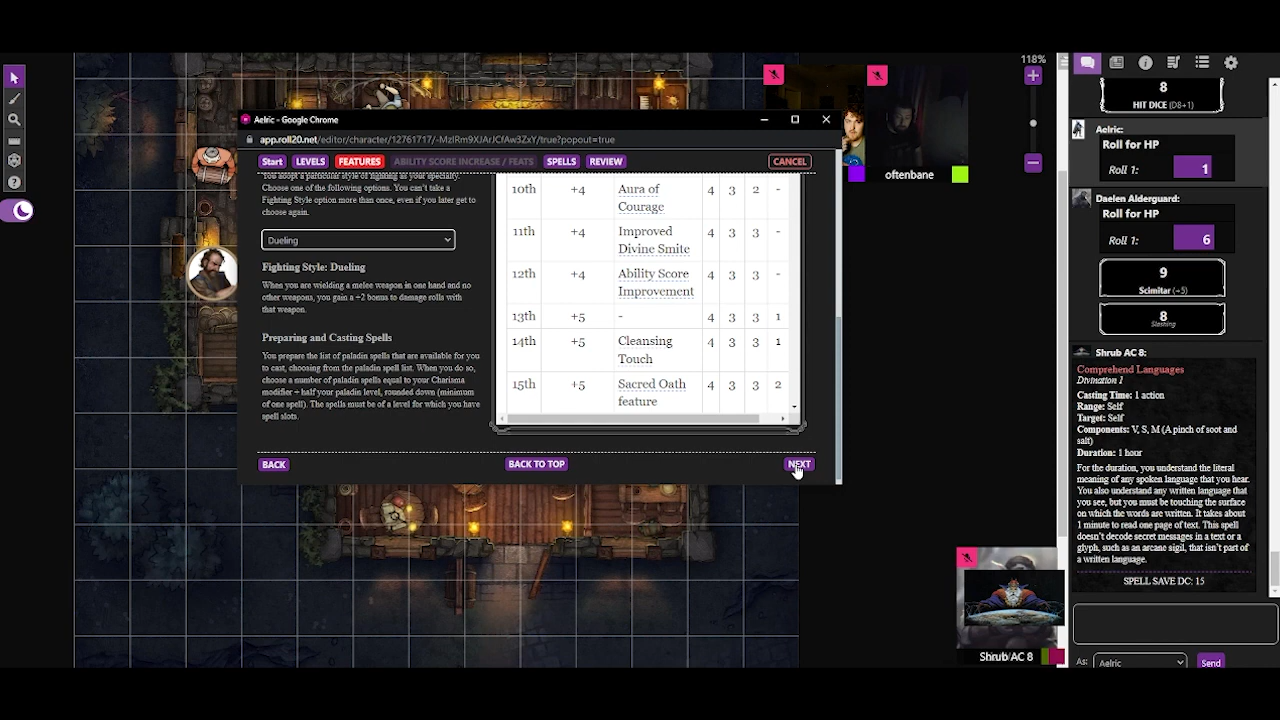 118%
8
HIT DICE (D8+1)
Aelric - Google Chrome
app.roll20.net/editor/character/12761717/-MzIRm9XJArJCfAw3ZxY/true?popout=true
Start LEVELS FEATURES ABILITY SCORE INCREASE / FEATS SPELLS REVIEW CANCEL
You adopt a particular style of fighting as your specialty.
Choose one of the following options. You can't take a
Fighting Style option more than once, even if you later get to
choose again.
Dueling
Fighting Style: Dueling
When you are wielding a melee weapon in one hand and no
other weapons, you gain a +2 bonus to damage rolls with
that weapon.
Preparing and Casting Spells
You prepare the list of paladin spells that are available for you
to cast, choosing from the paladin spell list. When you do so,
choose a number of paladin spells equal to your Charisma
modifier + half your paladin level, rounded down (minimum
of one spell). The spells must be of a level for which you have
spell slots.
10th +4 Aura of 4 3 2 -
Courage
11th +4 Improved 4 3 3 -
Divine Smite
12th +4 Ability Score 4 3 3 -
Improvement
13th +5 - 4 3 3 1
14th +5 Cleansing 4 3 3 1
Touch
15th +5 Sacred Oath 4 3 3 2
feature
BACK BACK TO TOP NEXT
oftenbane
Shrub/AC 8
Aelric:
Roll for HP
Roll 1: 1
Daelen Alderguard:
Roll for HP
Roll 1: 6
9
Scimitar (+5)
8
Slashing
Shrub AC 8:
Comprehend Languages
Divination 1
Casting Time: 1 action
Range: Self
Target: Self
Components: V, S, M (A pinch of soot and
salt)
Duration: 1 hour
For the duration, you understand the literal
meaning of any spoken language that you hear.
You also understand any written language that
you see, but you must be touching the surface
on which the words are written. It takes about
1 minute to read one page of text. This spell
doesn't decode secret messages in a text or a
glyph, such as an arcane sigil, that isn't part of
a written language.
SPELL SAVE DC: 15
As: Aelric Send